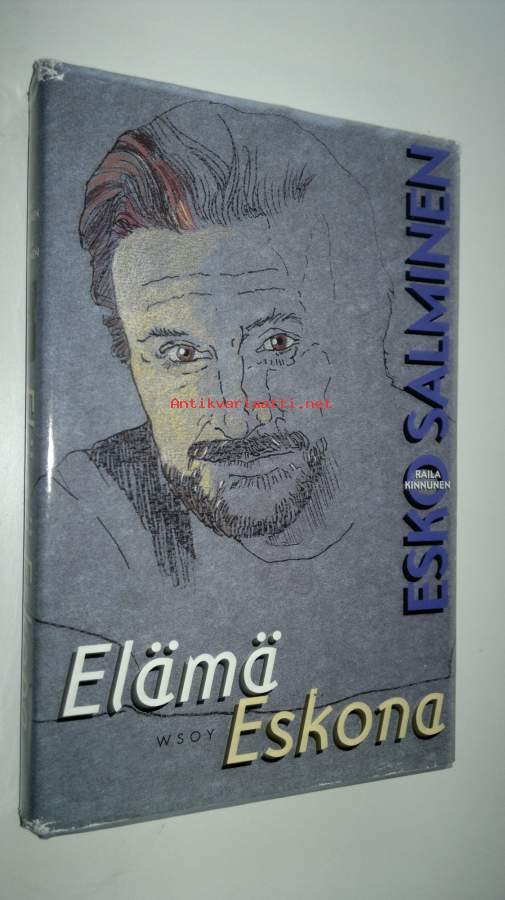 ESKO SALMINEN
RAILA
KINNUNEN
Antikvariaatti.net
Elämä
WSOY
Eskona